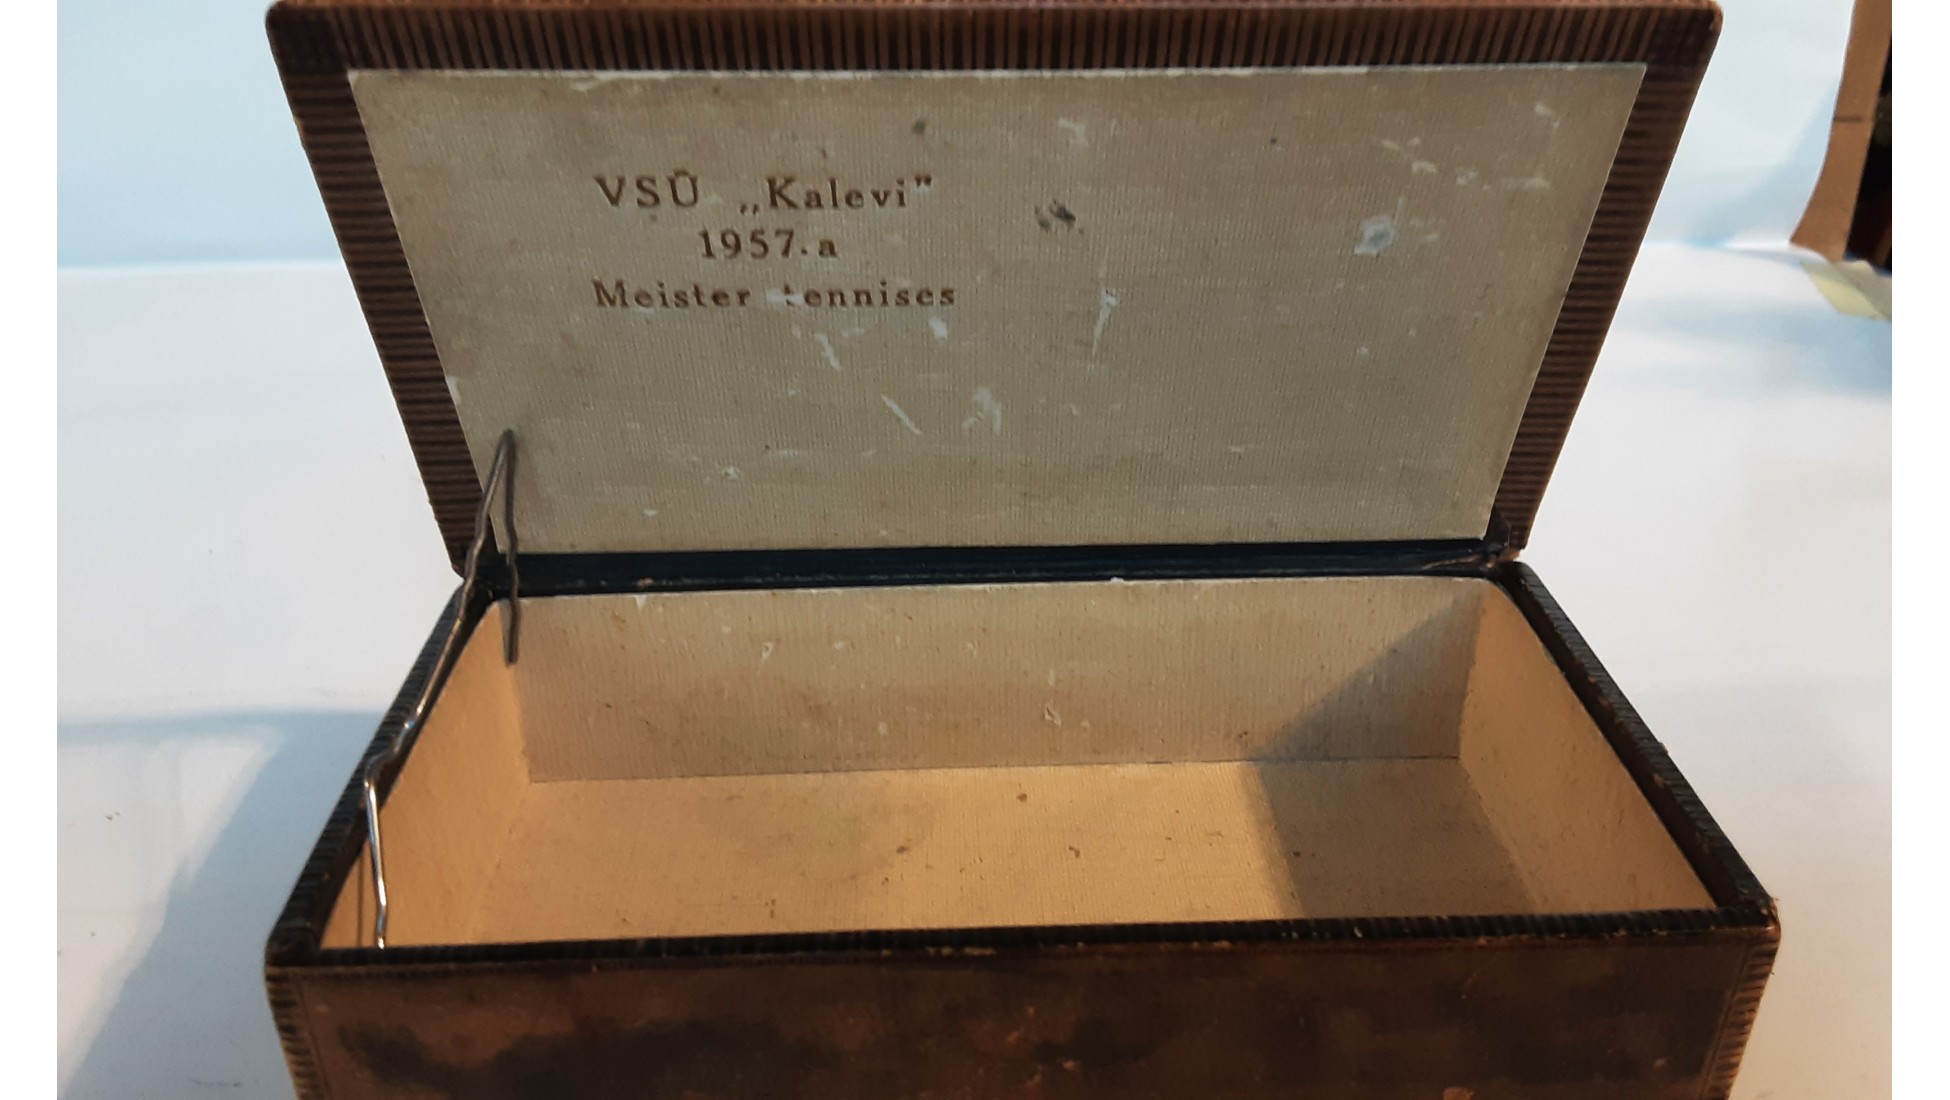 VSÜ „Kalevi"
1957. a
Meister tennises